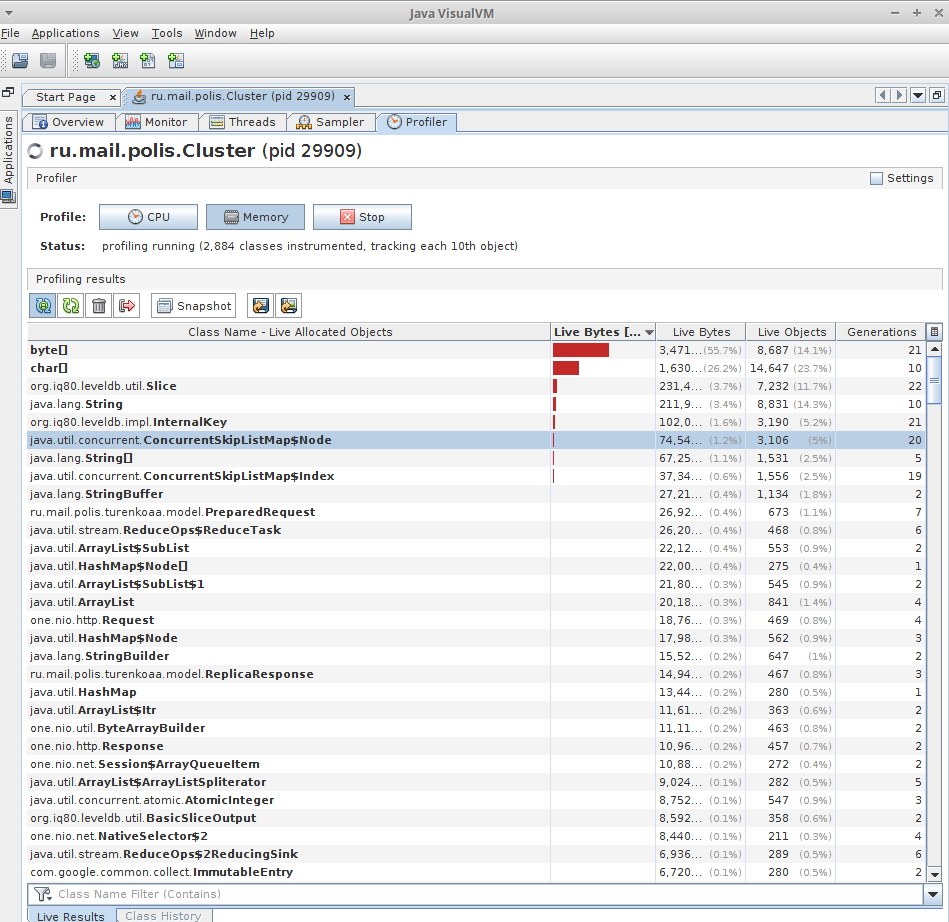 Java VisualVM
File Applications View Tools Window Help
Start Page × ru.mail.polis.Cluster (pid 29909) ×
Applications
Overview Monitor Threads Sampler Profiler
ru.mail.polis.Cluster (pid 29909)
Profiler Settings
Profile: CPU Memory Stop
Status: profiling running (2,884 classes instrumented, tracking each 10th object)
Profiling results
Snapshot
Class Name - Live Allocated Objects Live Bytes [... Live Bytes Live Objects Generations
byte[] 3,471... (55.7%) 8,687 (14.1%) 21
char[] 1,630... (26.2%) 14,647 (23.7%) 10
org.iq80.leveldb.util.Slice 231,4... (3.7%) 7,232 (11.7%) 22
java.lang.String 211,9... (3.4%) 8,831 (14.3%) 10
org.iq80.leveldb.impl.InternalKey 102,0... (1.6%) 3,190 (5.2%) 21
java.util.concurrent.ConcurrentSkipListMap$Node 74,54... (1.2%) 3,106 (5%) 20
java.lang.String[] 67,25... (1.1%) 1,531 (2.5%) 5
java.util.concurrent.ConcurrentSkipListMap$Index 37,34... (0.6%) 1,556 (2.5%) 19
java.lang.StringBuffer 27,21... (0.4%) 1,134 (1.8%) 2
ru.mail.polis.turenkoaa.model.PreparedRequest 26,92... (0.4%) 673 (1.1%) 7
java.util.stream.ReduceOps$ReduceTask 26,20... (0.4%) 468 (0.8%) 6
java.util.ArrayList$SubList 22,12... (0.4%) 553 (0.9%) 2
java.util.HashMap$Node[] 22,00... (0.4%) 275 (0.4%) 1
java.util.ArrayList$SubList$1 21,80... (0.3%) 545 (0.9%) 2
java.util.ArrayList 20,18... (0.3%) 841 (1.4%) 4
one.nio.http.Request 18,76... (0.3%) 469 (0.8%) 4
java.util.HashMap$Node 17,98... (0.3%) 562 (0.9%) 3
java.lang.StringBuilder 15,52... (0.2%) 647 (1%) 2
ru.mail.polis.turenkoaa.model.ReplicaResponse 14,94... (0.2%) 467 (0.8%) 3
java.util.HashMap 13,44... (0.2%) 280 (0.5%) 1
java.util.ArrayList$Itr 11,61... (0.2%) 363 (0.6%) 2
one.nio.util.ByteArrayBuilder 11,11... (0.2%) 463 (0.8%) 2
one.nio.http.Response 10,96... (0.2%) 457 (0.7%) 2
one.nio.net.Session$ArrayQueueItem 10,88... (0.2%) 272 (0.4%) 2
java.util.ArrayList$ArrayListSpliterator 9,024... (0.1%) 282 (0.5%) 5
java.util.concurrent.atomic.AtomicInteger 8,752... (0.1%) 547 (0.9%) 3
org.iq80.leveldb.util.BasicSliceOutput 8,592... (0.1%) 358 (0.6%) 2
one.nio.net.NativeSelector$2 8,440... (0.1%) 211 (0.3%) 4
java.util.stream.ReduceOps$2ReducingSink 6,936... (0.1%) 289 (0.5%) 6
com.google.common.collect.ImmutableEntry 6,720... (0.1%) 280 (0.5%) 2
Class Name Filter (Contains)
Live Results Class History